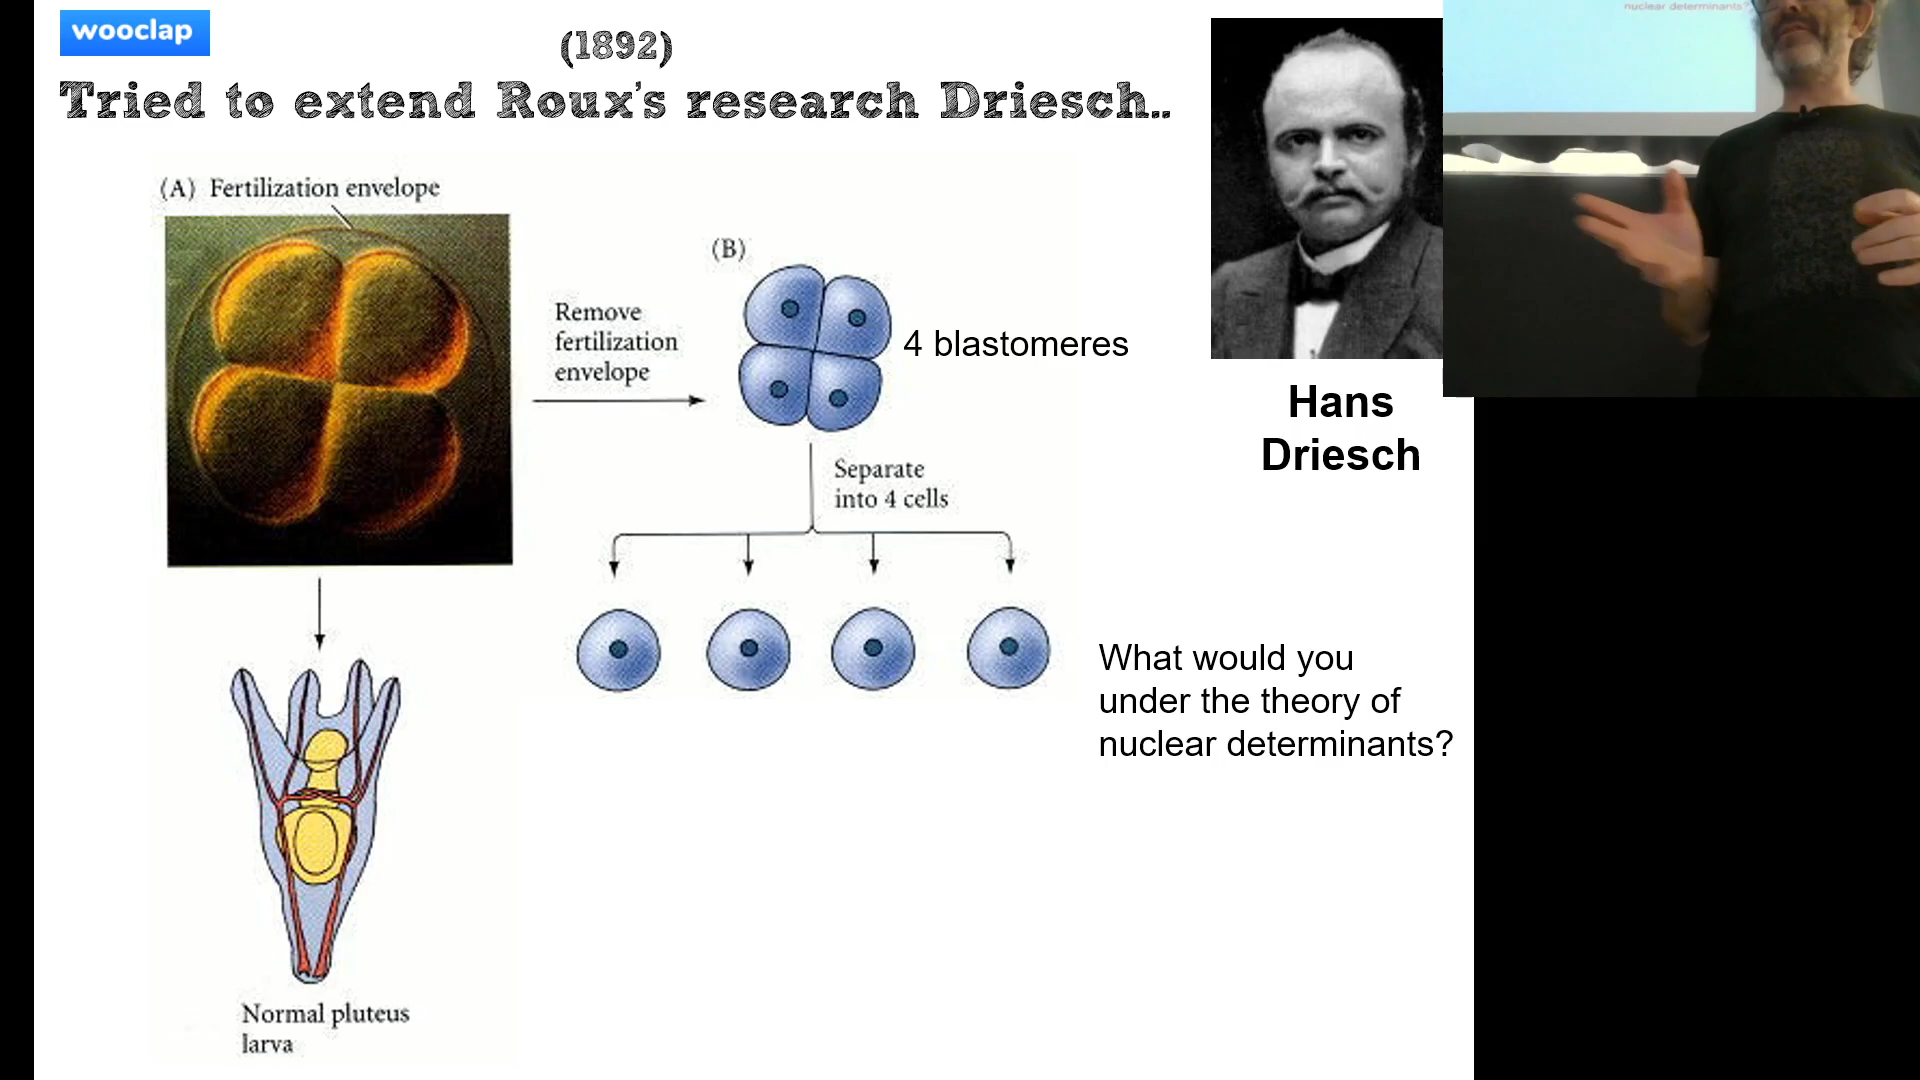 wooclap
(1892)
Tried to extend Roux's research Driesch..
(A) Fertilization envelope
(B)
Remove
fertilization
envelope
4 blastomeres
Separate
into 4 cells
Hans
Driesch
What would you
under the theory of
nuclear determinants?
Normal pluteus
larva
nuclear determinants?